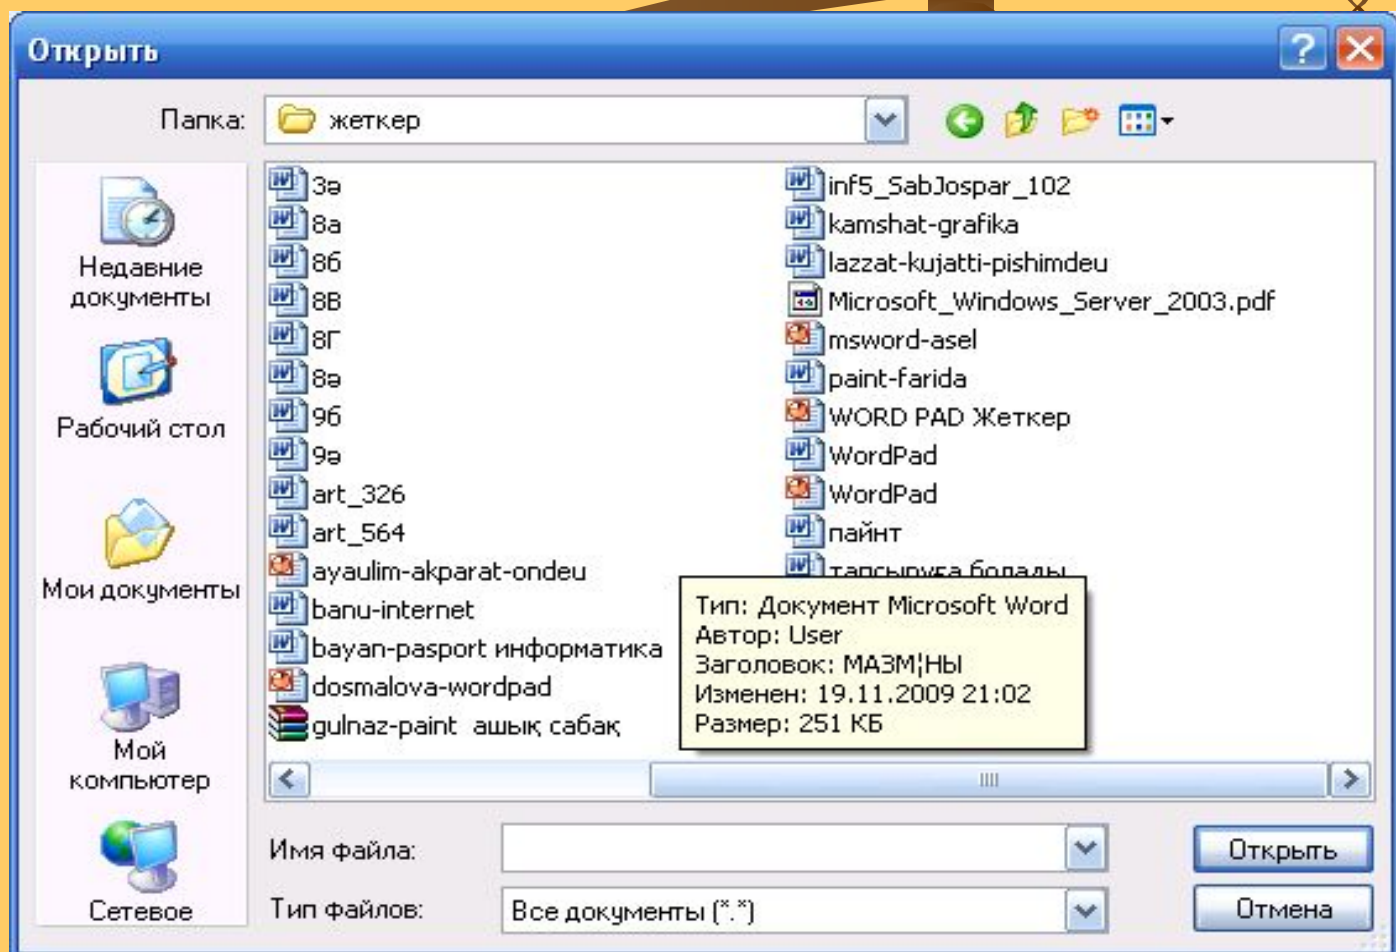 Открыть
Папка:
жеткер
Недавние
документы
Рабочий стол
Мои документы
Мой
компьютер
Сетевое
3ә
8а
8б
8В
8Г
8ә
9б
9ә
art_326
art_564
ayaulim-akparat-ondeu
banu-internet
bayan-pasport информатика
dosmalova-wordpad
gulnaz-paint ашық сабақ
inf5_SabJospar_102
kamshat-grafika
lazzat-kujatti-pishimdeu
Microsoft_Windows_Server_2003.pdf
msword-asel
paint-farida
WORD PAD Жеткер
WordPad
WordPad
пайнт
тапсыруға болады
Тип: Документ Microsoft Word
Автор: User
Заголовок: МАЗМ¦НЫ
Изменен: 19.11.2009 21:02
Размер: 251 КБ
Имя файла:
Открыть
Тип файлов:
Все документы (*.*)
Отмена